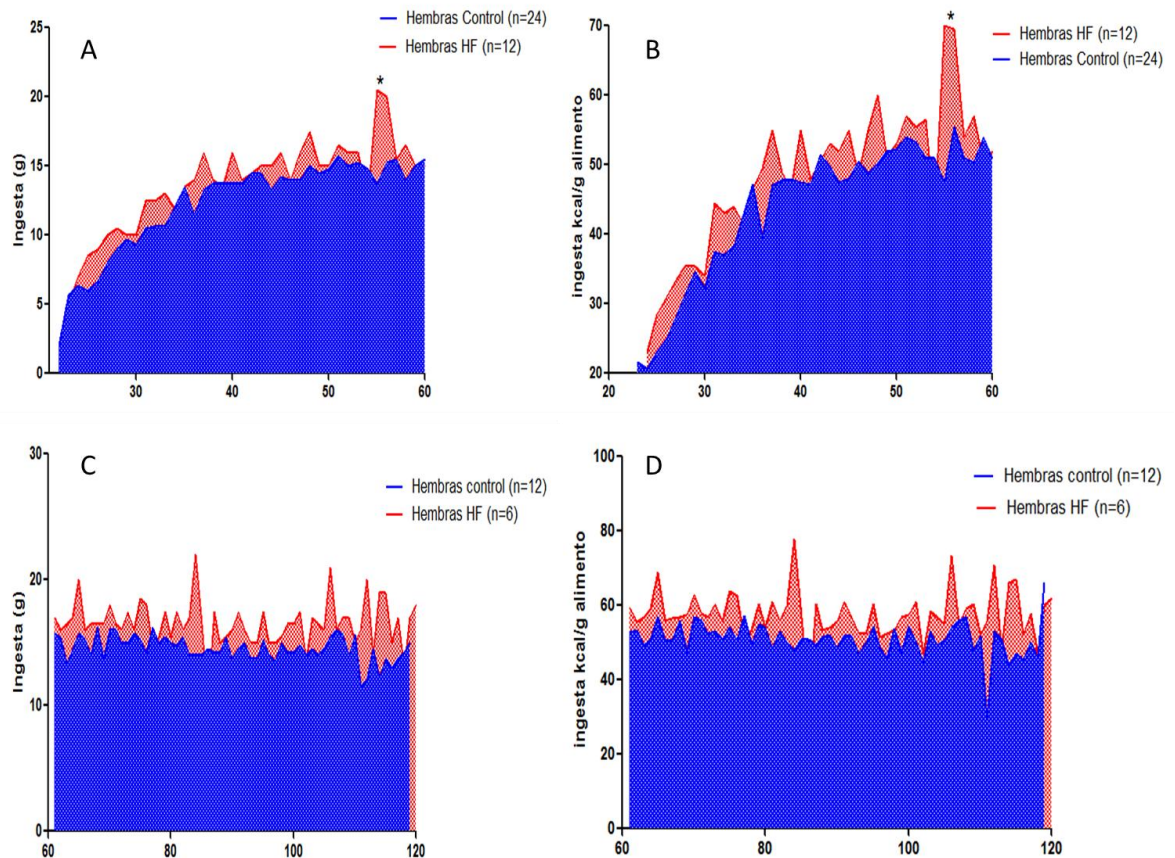 A
Hembras Control (n=24)
Hembras HF (n=12)
*
Ingesta (g)
25
20
15
10
5
0
30
40
50
60
B
Hembras HF (n=12)
Hembras Control (n=24)
*
ingesta kcal/g alimento
70
60
50
40
30
20
20
30
40
50
60
C
Hembras control (n=12)
Hembras HF (n=6)
Ingesta (g)
30
20
10
0
60
80
100
120
D
Hembras control (n=12)
Hembras HF (n=6)
ingesta kcal/g alimento
100
80
60
40
20
0
60
80
100
120